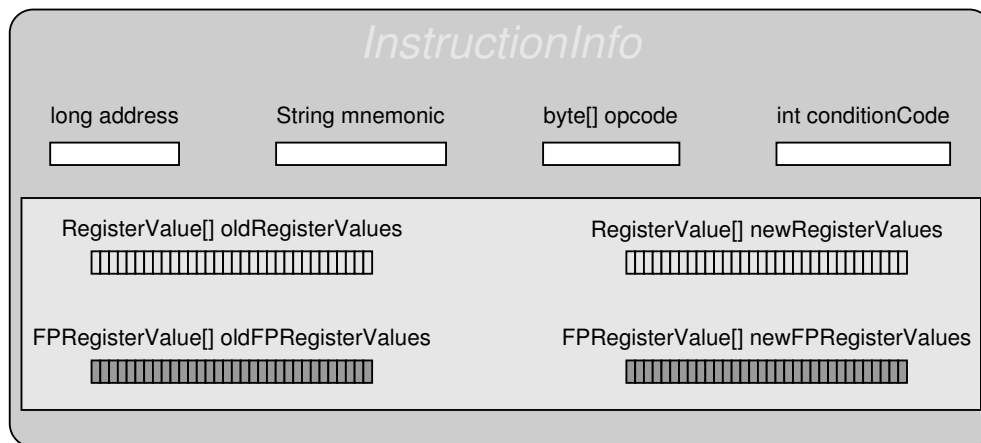 InstructionInfo
long address String mnemonic byte[] opcode int conditionCode
RegisterValue[] oldRegisterValues RegisterValue[] newRegisterValues
FPRegisterValue[] oldFPRegisterValues FPRegisterValue[] newFPRegisterValues